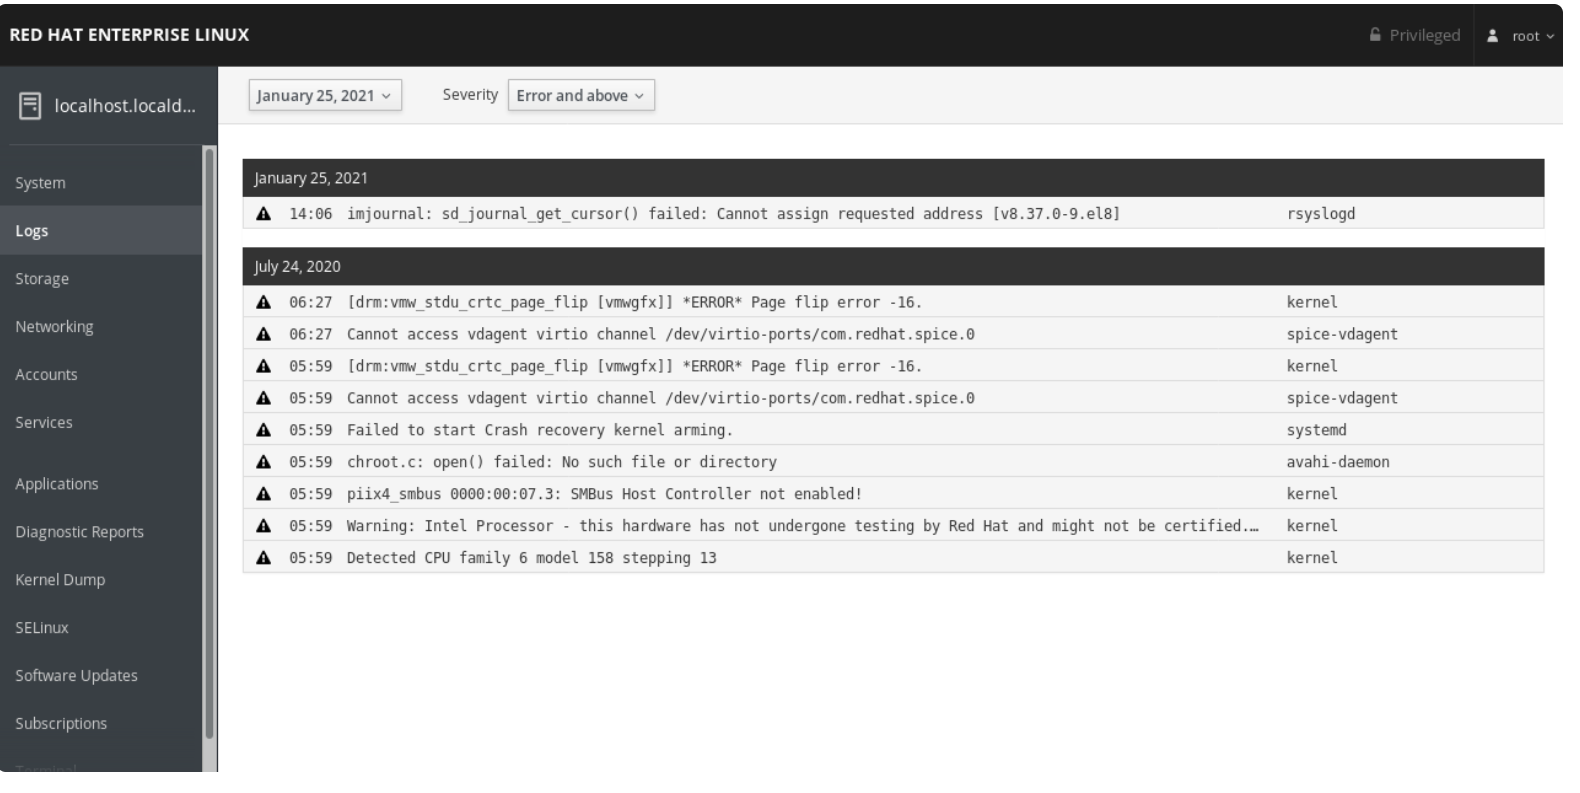 RED HAT ENTERPRISE LINUX
Privileged
root
localhost.locald...
January 25, 2021
Severity
Error and above
System
Logs
Storage
Networking
Accounts
Services
Applications
Diagnostic Reports
Kernel Dump
SELinux
Software Updates
Subscriptions
Terminal
January 25, 2021
14:06 imjournal: sd_journal_get_cursor() failed: Cannot assign requested address [v8.37.0-9.el8] rsyslogd
July 24, 2020
06:27 [drm:vmw_stdu_crtc_page_flip [vmwgfx]] *ERROR* Page flip error -16. kernel
06:27 Cannot access vdagent virtio channel /dev/virtio-ports/com.redhat.spice.0 spice-vdagent
05:59 [drm:vmw_stdu_crtc_page_flip [vmwgfx]] *ERROR* Page flip error -16. kernel
05:59 Cannot access vdagent virtio channel /dev/virtio-ports/com.redhat.spice.0 spice-vdagent
05:59 Failed to start Crash recovery kernel arming. systemd
05:59 chroot.c: open() failed: No such file or directory avahi-daemon
05:59 piix4_smbus 0000:00:07.3: SMBus Host Controller not enabled! kernel
05:59 Warning: Intel Processor - this hardware has not undergone testing by Red Hat and might not be certified.… kernel
05:59 Detected CPU family 6 model 158 stepping 13 kernel